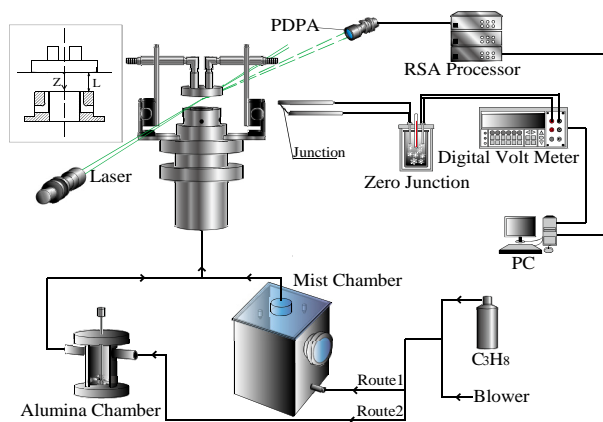 PDPA
RSA Processor
Z
L
Junction
Digital Volt Meter
Laser
Zero Junction
PC
Mist Chamber
C3H8
Alumina Chamber
Route1
Blower
Route2